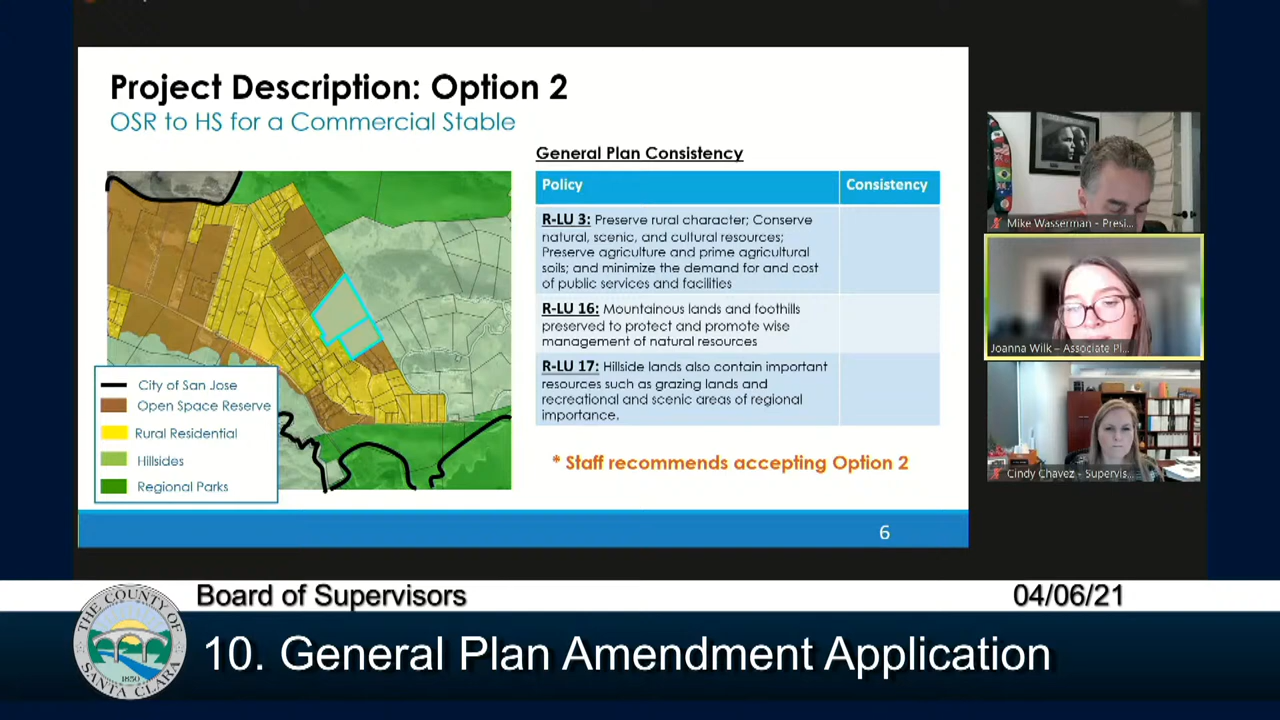 Project Description: Option 2
OSR to HS for a Commercial Stable
General Plan Consistency
Policy
Consistency
R-LU 3: Preserve rural character; Conserve
natural, scenic, and cultural resources;
Preserve agriculture and prime agricultural
soils; and minimize the demand for and cost
of public services and facilities
R-LU 16: Mountainous lands and foothills
preserved to protect and promote wise
management of natural resources
R-LU 17: Hillside lands also contain important
resources such as grazing lands and
recreational and scenic areas of regional
importance.
* Staff recommends accepting Option 2
City of San Jose
Open Space Reserve
Rural Residential
Hillsides
Regional Parks
6
Mike Wasserman - Presi...
Joanna Wilk – Associate Pl...
Cindy Chavez - Supervis...
Board of Supervisors
04/06/21
THE COUNTY OF
SANTA CLARA
1850
10. General Plan Amendment Application